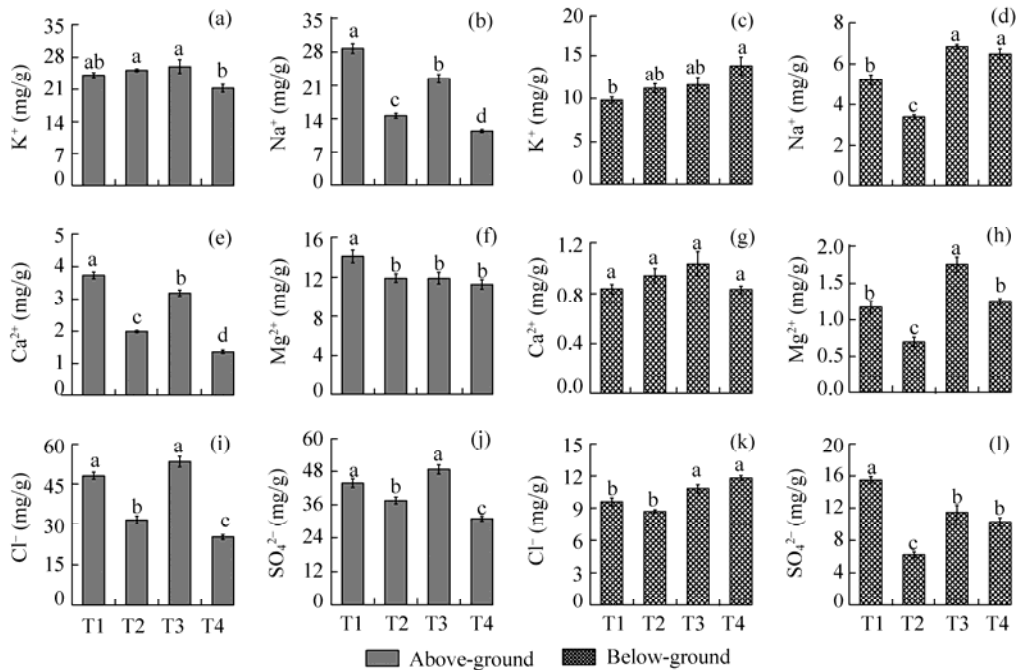 (a)
K⁺ (mg/g)
35
28
21
14
7
0
ab
a
a
b
(b)
Na⁺ (mg/g)
35
28
21
14
7
0
a
c
b
d
(c)
K⁺ (mg/g)
20
15
10
5
0
b
ab
ab
a
(d)
Na⁺ (mg/g)
8
6
4
2
0
b
c
a
a
(e)
Ca²⁺ (mg/g)
5
4
3
2
1
0
a
c
b
d
(f)
Mg²⁺ (mg/g)
16
12
8
4
0
a
b
b
b
(g)
Ca²⁺ (mg/g)
1.2
0.8
0.4
0.0
a
a
a
a
(h)
Mg²⁺ (mg/g)
2.0
1.5
1.0
0.5
0.0
b
c
a
b
(i)
Cl⁻ (mg/g)
60
45
30
15
0
a
b
a
c
T1 T2 T3 T4
(j)
SO₄²⁻ (mg/g)
60
48
36
24
12
0
a
b
a
c
T1 T2 T3 T4
(k)
Cl⁻ (mg/g)
15
12
9
6
3
0
b
b
a
a
T1 T2 T3 T4
(l)
SO₄²⁻ (mg/g)
20
16
12
8
4
0
a
c
b
b
T1 T2 T3 T4
Above-ground Below-ground